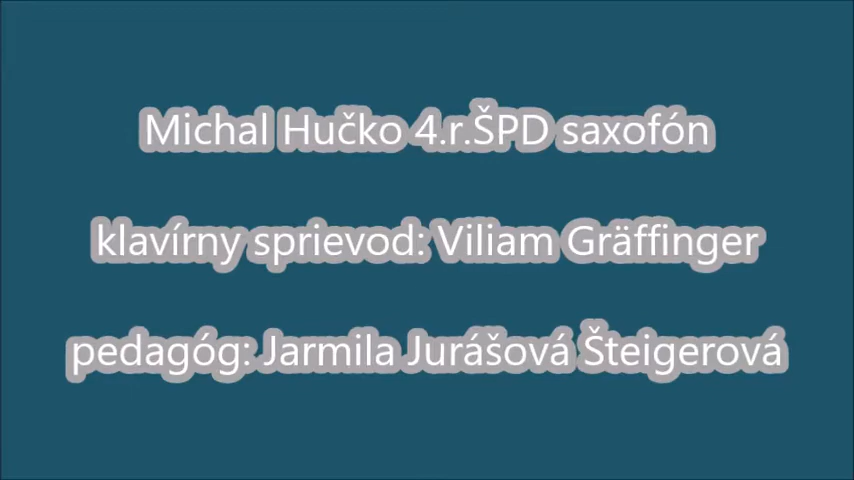 Michal Hučko 4.r.ŠPD saxofón
klavírny sprievod: Viliam Gräffinger
pedagóg: Jarmila Jurášová Šteigerová